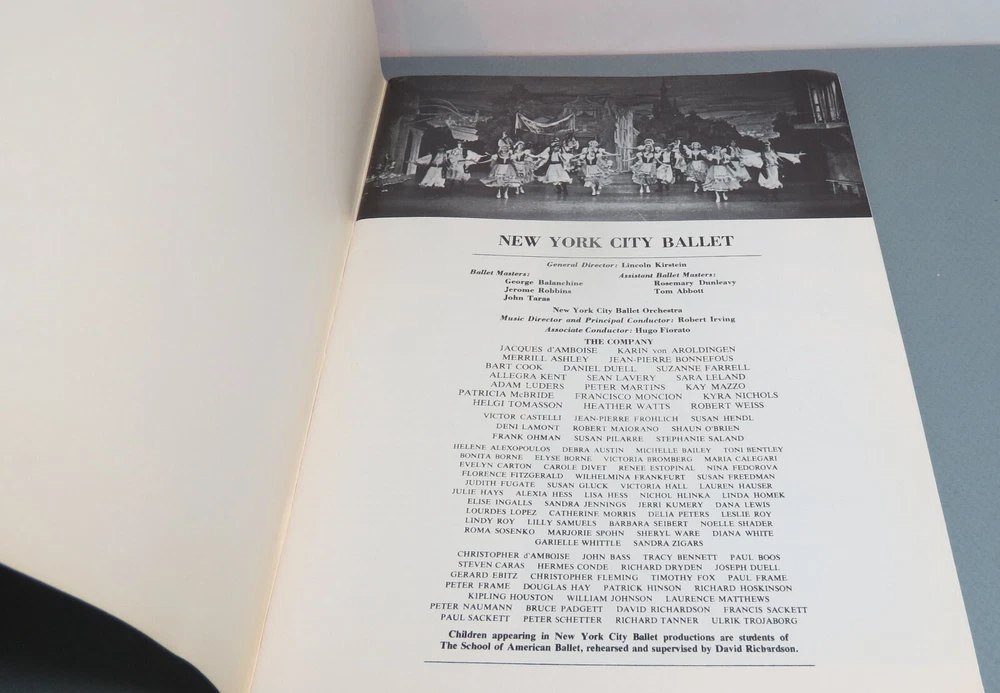 NEW YORK CITY BALLET
General Director: Lincoln Kirstein
Ballet Masters: Assistant Ballet Masters:
George Balanchine Rosemary Dunleavy
Jerome Robbins Tom Abbott
John Taras
New York City Ballet Orchestra
Music Director and Principal Conductor: Robert Irving
Associate Conductor: Hugo Fiorato
THE COMPANY
JACQUES d'AMBOISE KARIN von AROLDINGEN
MERRILL ASHLEY JEAN-PIERRE BONNEFOUS
BART COOK DANIEL DUELL SUZANNE FARRELL
ALLEGRA KENT SEAN LAVERY SARA LELAND
ADAM LUDERS PETER MARTINS KAY MAZZO
PATRICIA McBRIDE FRANCISCO MONCION KYRA NICHOLS
HELGI TOMASSON HEATHER WATTS ROBERT WEISS
VICTOR CASTELLI JEAN-PIERRE FROHLICH SUSAN HENDL
DENI LAMONT ROBERT MAIORANO SHAUN O'BRIEN
FRANK OHMAN SUSAN PILARRE STEPHANIE SALAND
HELENE ALEXOPOULOS DEBRA AUSTIN MICHELLE BAILEY TONI BENTLEY
BONITA BORNE ELYSE BORNE VICTORIA BROMBERG MARIA CALEGARI
EVELYN CARTON CAROLE DIVET RENEE ESTOPINAL NINA FEDOROVA
FLORENCE FITZGERALD WILHELMINA FRANKFURT SUSAN FREEDMAN
JUDITH FUGATE SUSAN GLUCK VICTORIA HALL LAUREN HAUSER
JULIE HAYS ALEXIA HESS LISA HESS NICHOL HLINKA LINDA HOMEK
ELISE INGALLS SANDRA JENNINGS JERRI KUMERY DANA LEWIS
LOURDES LOPEZ CATHERINE MORRIS DELIA PETERS LESLIE ROY
LINDY ROY LILLY SAMUELS BARBARA SEIBERT NOELLE SHADER
ROMA SOSENKO MARJORIE SPOHN SHERYL WARE DIANA WHITE
GARIELLE WHITTLE SANDRA ZIGARS
CHRISTOPHER d'AMBOISE JOHN BASS TRACY BENNETT PAUL BOOS
STEVEN CARAS HERMES CONDE RICHARD DRYDEN JOSEPH DUELL
GERARD EBITZ CHRISTOPHER FLEMING TIMOTHY FOX PAUL FRAME
PETER FRAME DOUGLAS HAY PATRICK HINSON RICHARD HOSKINSON
KIPLING HOUSTON WILLIAM JOHNSON LAURENCE MATTHEWS
PETER NAUMANN BRUCE PADGETT DAVID RICHARDSON FRANCIS SACKETT
PAUL SACKETT PETER SCHETTER RICHARD TANNER ULRIK TROJABORG
Children appearing in New York City Ballet productions are students of
The School of American Ballet, rehearsed and supervised by David Richardson.